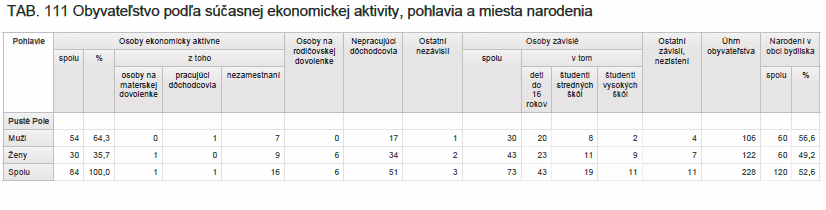 TAB. 111 Obyvateľstvo podľa súčasnej ekonomickej aktivity, pohlavia a miesta narodenia
Pohlavie Osoby ekonomicky aktívne Osoby na rodičovskej dovolenke Nepracujúci dôchodcovia Ostatní nezávislí Osoby závislé Ostatní závislí, nezistení Úhrn obyvateľstva Narodení v obci bydliska
spolu % z toho spolu v tom spolu %
osoby na materskej dovolenke pracujúci dôchodcovia nezamestnaní deti do 16 rokov študenti stredných škôl študenti vysokých škôl
Pusté Pole
Muži 54 64,3 0 1 7 0 17 1 30 20 8 2 4 106 60 56,6
Ženy 30 35,7 1 0 9 6 34 2 43 23 11 9 7 122 60 49,2
Spolu 84 100,0 1 1 16 6 51 3 73 43 19 11 11 228 120 52,6